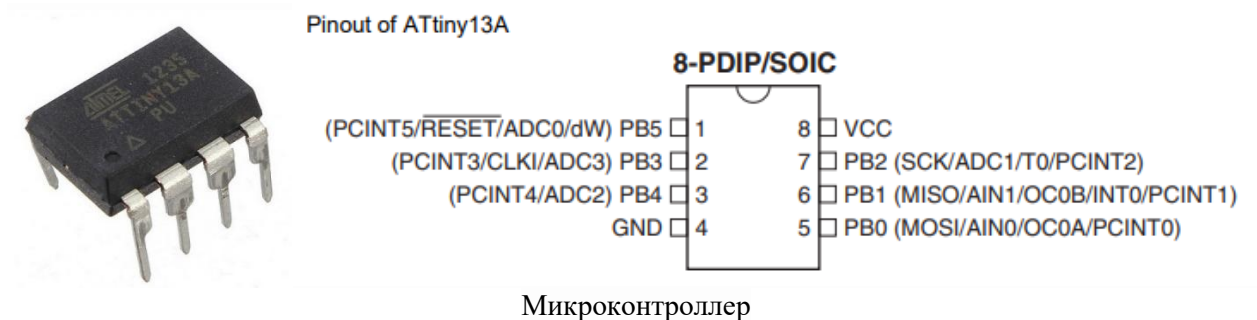 Pinout of ATtiny13A
8-PDIP/SOIC
ATMEL 1235
ATTINY13A
PU
(PCINT5/RESET/ADC0/dW) PB5 1 8 VCC
(PCINT3/CLKI/ADC3) PB3 2 7 PB2 (SCK/ADC1/T0/PCINT2)
(PCINT4/ADC2) PB4 3 6 PB1 (MISO/AIN1/OC0B/INT0/PCINT1)
GND 4 5 PB0 (MOSI/AIN0/OC0A/PCINT0)
Микроконтроллер